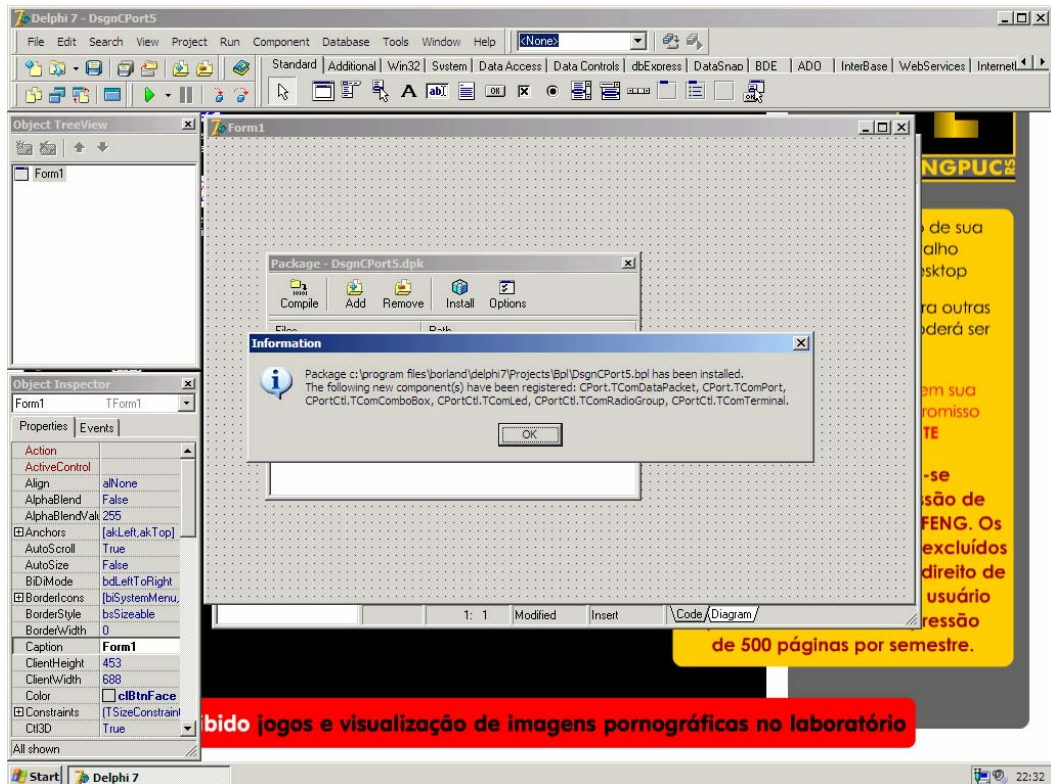 Delphi 7 - DsgnCPort5
File Edit Search View Project Run Component Database Tools Window Help <None>
Standard Additional Win32 System Data Access Data Controls dbExpress DataSnap BDE ADO InterBase WebServices Internet
Object TreeView
Form1
Form1
NGPUCRS
de sua
alho
esktop
ra outras
oderá ser
em sua
romisso
TE
-se
ssão de
FENG. Os
excluídos
direito de
usuário
ressão
de 500 páginas por semestre.
Package - DsgnCPort5.dpk
Compile Add Remove Install Options
Files Path
Information
Package c:\program files\borland\delphi7\Projects\Bpl\DsgnCPort5.bpl has been installed.
The following new component(s) have been registered: CPort.TComDataPacket, CPort.TComPort,
CPortCtl.TComComboBox, CPortCtl.TComLed, CPortCtl.TComRadioGroup, CPortCtl.TComTerminal.
OK
Object Inspector
Form1 TForm1
Properties Events
Action
ActiveControl
Align alNone
AlphaBlend False
AlphaBlendValu 255
Anchors [akLeft,akTop]
AutoScroll True
AutoSize False
BiDiMode bdLeftToRight
BorderIcons [biSystemMenu,
BorderStyle bsSizeable
BorderWidth 0
Caption Form1
ClientHeight 453
ClientWidth 688
Color clBtnFace
Constraints (TSizeConstraint
Ctl3D True
All shown
1: 1 Modified Insert Code Diagram
ibido jogos e visualização de imagens pornográficas no laboratório
Start Delphi 7 22:32